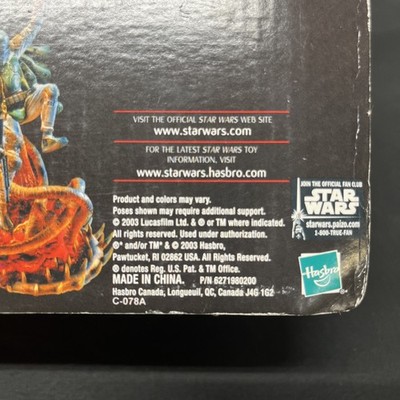 VISIT THE OFFICIAL STAR WARS WEB SITE
www.starwars.com
FOR THE LATEST STAR WARS TOY
INFORMATION, VISIT
www.starwars.hasbro.com
Product and colors may vary.
Poses shown may require additional support.
© 2003 Lucasfilm Ltd. & ® or TM where indicated.
All rights reserved. Used under authorization.
®* and/or TM* & © 2003 Hasbro,
Pawtucket, RI 02862 USA. All Rights Reserved.
® denotes Reg. U.S. Pat. & TM Office.
MADE IN CHINA. P/N 6271980200
Hasbro Canada, Longueuil, QC, Canada J4G 1G2
C-078A
JOIN THE OFFICIAL FAN CLUB
STAR
WARS
starwars.paizo.com
1-800-TRUE-FAN
Hasbro